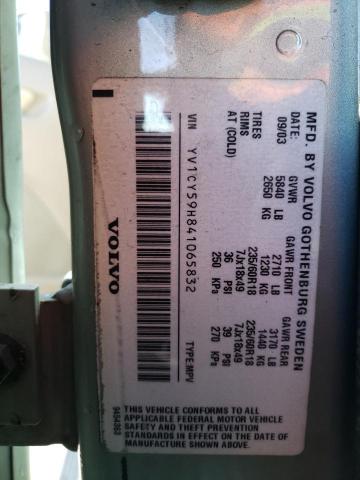 MFD. BY VOLVO GOTHENBURG SWEDEN
DATE: GVWR GAWR FRONT GAWR REAR
09/03 5840 LB 2710 LB 3170 LB
2650 KG 1230 KG 1440 KG
TIRES 235/60R18 235/60R18
RIMS 7Jx18x49 7Jx18x49
AT (COLD) 36 PSI 39 PSI
250 KPa 270 KPa
VIN YV1CY59H841065832 TYPE:MPV
VOLVO
THIS VEHICLE CONFORMS TO ALL
APPLICABLE FEDERAL MOTOR VEHICLE
SAFETY AND THEFT PREVENTION
STANDARDS IN EFFECT ON THE DATE OF
MANUFACTURE SHOWN ABOVE.
9454363